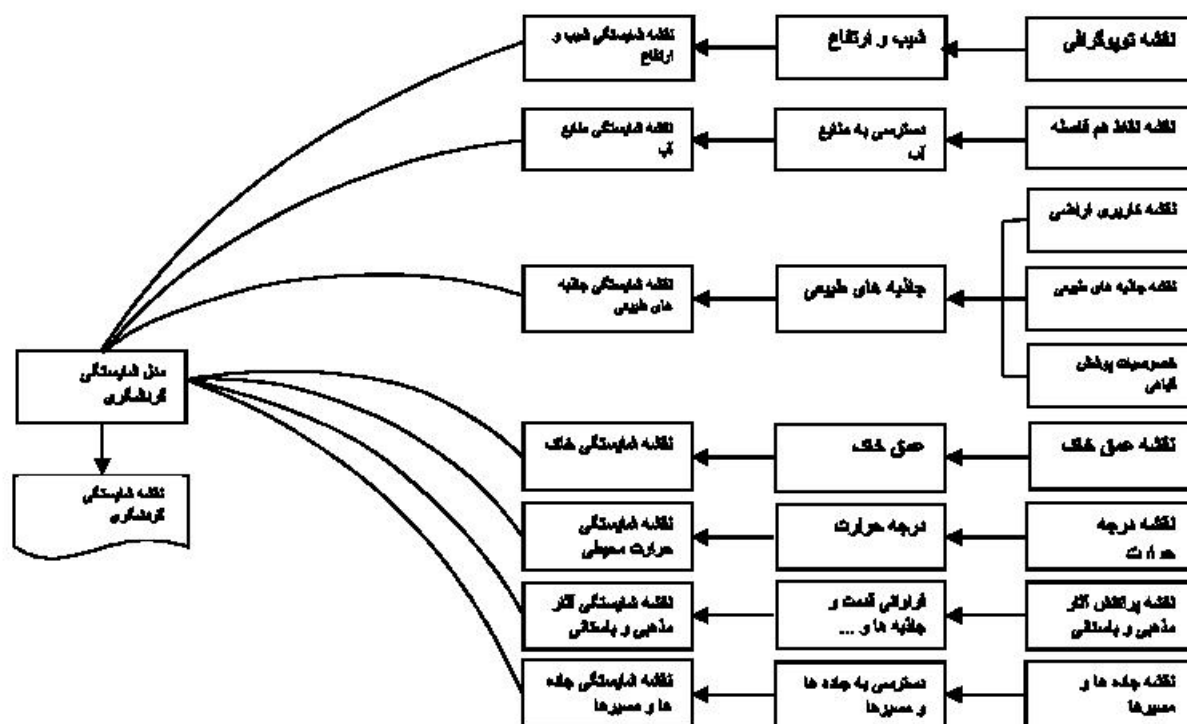 نقشه توپوگرافی
شیب و ارتفاع
نقشه شایستگی شیب و
ارتفاع
نقشه نقاط هم فاصله
دسترسی به منابع
آب
نقشه شایستگی منابع
آب
نقشه کاربری اراضی
نقشه جاذبه های طبیعی
خصوصیات پوشش
گیاهی
جاذبه های طبیعی
نقشه شایستگی جاذبه
های طبیعی
نقشه عمق خاک
عمق خاک
نقشه شایستگی خاک
نقشه درجه
حرارت
درجه حرارت
نقشه شایستگی
حرارت محیطی
نقشه پراکنش آثار
مذهبی و باستانی
فراوانی قدمت و
جاذبه ها و ...
نقشه شایستگی آثار
مذهبی و باستانی
نقشه جاده ها و
مسیرها
دسترسی به جاده ها
و مسیرها
نقشه شایستگی جاده
ها و مسیرها
مدل شایستگی
گردشگری
نقشه شایستگی
گردشگری